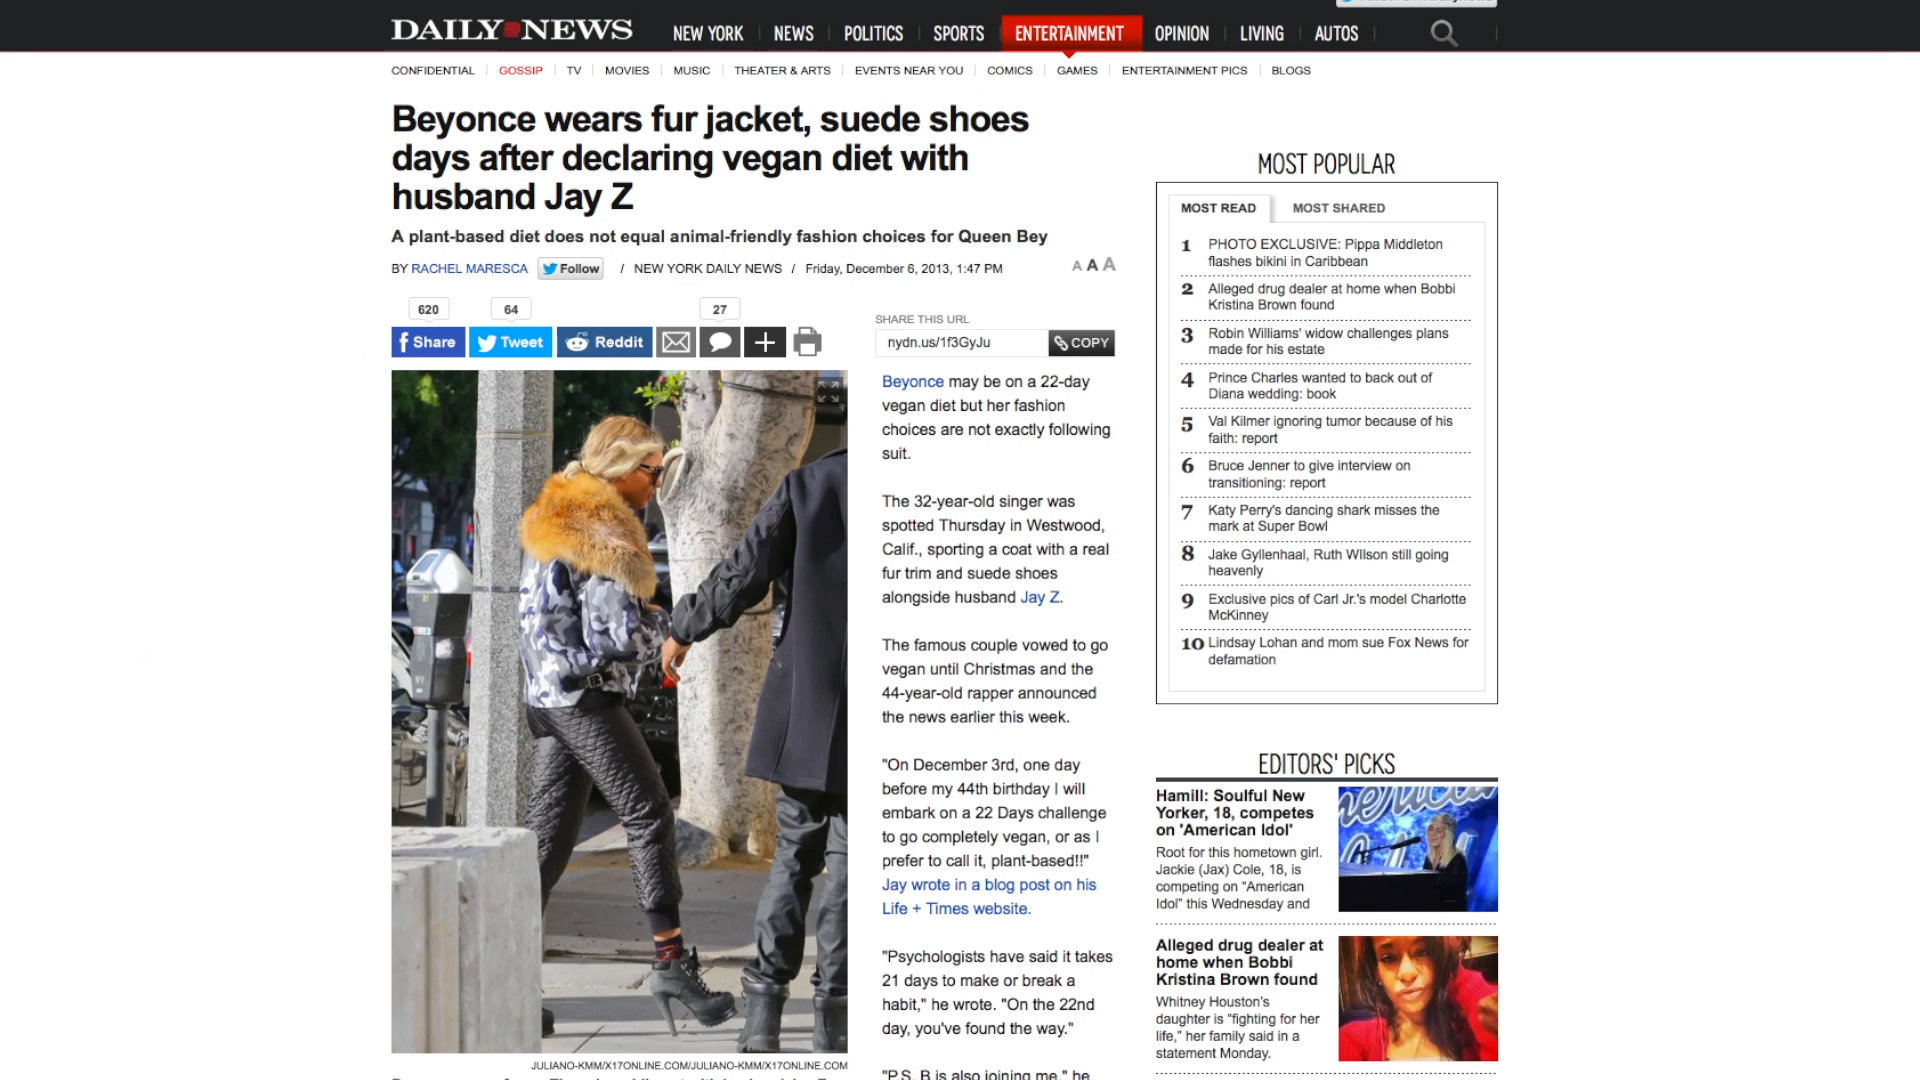 DAILY NEWS
NEW YORK
NEWS
POLITICS
SPORTS
ENTERTAINMENT
OPINION
LIVING
AUTOS
CONFIDENTIAL
GOSSIP
TV
MOVIES
MUSIC
THEATER & ARTS
EVENTS NEAR YOU
COMICS
GAMES
ENTERTAINMENT PICS
BLOGS
Beyonce wears fur jacket, suede shoes
days after declaring vegan diet with
husband Jay Z
A plant-based diet does not equal animal-friendly fashion choices for Queen Bey
BY RACHEL MARESCA Follow / NEW YORK DAILY NEWS / Friday, December 6, 2013, 1:47 PM
A A A
620
64
27
Share
Tweet
Reddit
SHARE THIS URL
nydn.us/1f3GyJu
COPY
Beyonce may be on a 22-day
vegan diet but her fashion
choices are not exactly following
suit.
The 32-year-old singer was
spotted Thursday in Westwood,
Calif., sporting a coat with a real
fur trim and suede shoes
alongside husband Jay Z.
The famous couple vowed to go
vegan until Christmas and the
44-year-old rapper announced
the news earlier this week.
"On December 3rd, one day
before my 44th birthday I will
embark on a 22 Days challenge
to go completely vegan, or as I
prefer to call it, plant-based!!"
Jay wrote in a blog post on his
Life + Times website.
"Psychologists have said it takes
21 days to make or break a
habit," he wrote. "On the 22nd
day, you've found the way."
"P.S. B is also joining me," he
JULIANO-KMM/X17ONLINE.COM/JULIANO-KMM/X17ONLINE.COM
MOST POPULAR
MOST READ
MOST SHARED
1 PHOTO EXCLUSIVE: Pippa Middleton
flashes bikini in Caribbean
2 Alleged drug dealer at home when Bobbi
Kristina Brown found
3 Robin Williams' widow challenges plans
made for his estate
4 Prince Charles wanted to back out of
Diana wedding: book
5 Val Kilmer ignoring tumor because of his
faith: report
6 Bruce Jenner to give interview on
transitioning: report
7 Katy Perry's dancing shark misses the
mark at Super Bowl
8 Jake Gyllenhaal, Ruth WIlson still going
heavenly
9 Exclusive pics of Carl Jr.'s model Charlotte
McKinney
10 Lindsay Lohan and mom sue Fox News for
defamation
EDITORS' PICKS
Hamill: Soulful New
Yorker, 18, competes
on 'American Idol'
Root for this hometown girl.
Jackie (Jax) Cole, 18, is
competing on "American
Idol" this Wednesday and
Alleged drug dealer at
home when Bobbi
Kristina Brown found
Whitney Houston's
daughter is "fighting for her
life," her family said in a
statement Monday.